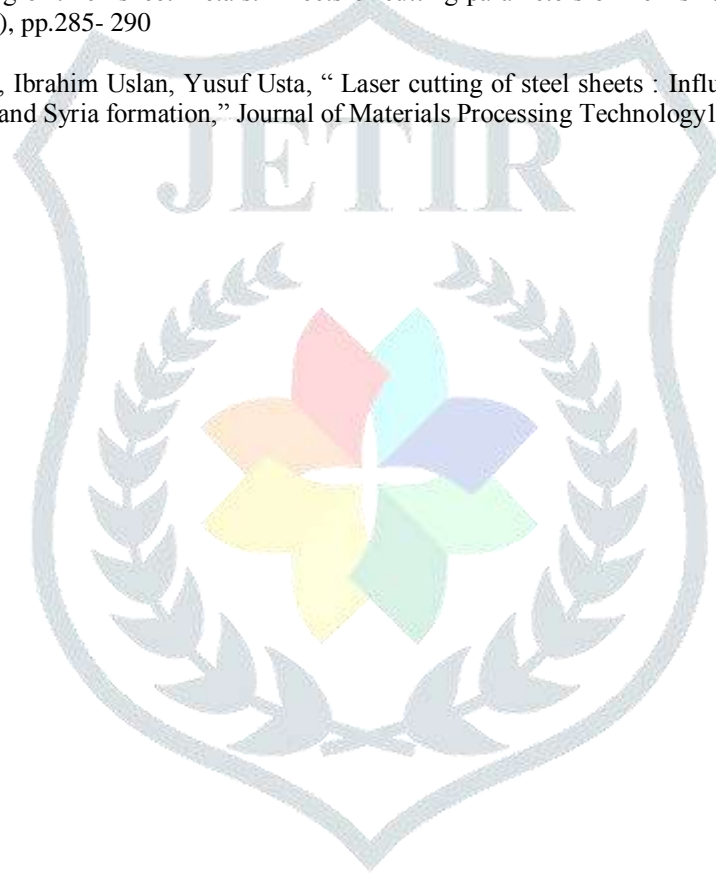 ), pp.285- 290
, Ibrahim Uslan, Yusuf Usta, “ Laser cutting of steel sheets : Influ
and Syria formation,” Journal of Materials Processing Technology1
JETIR